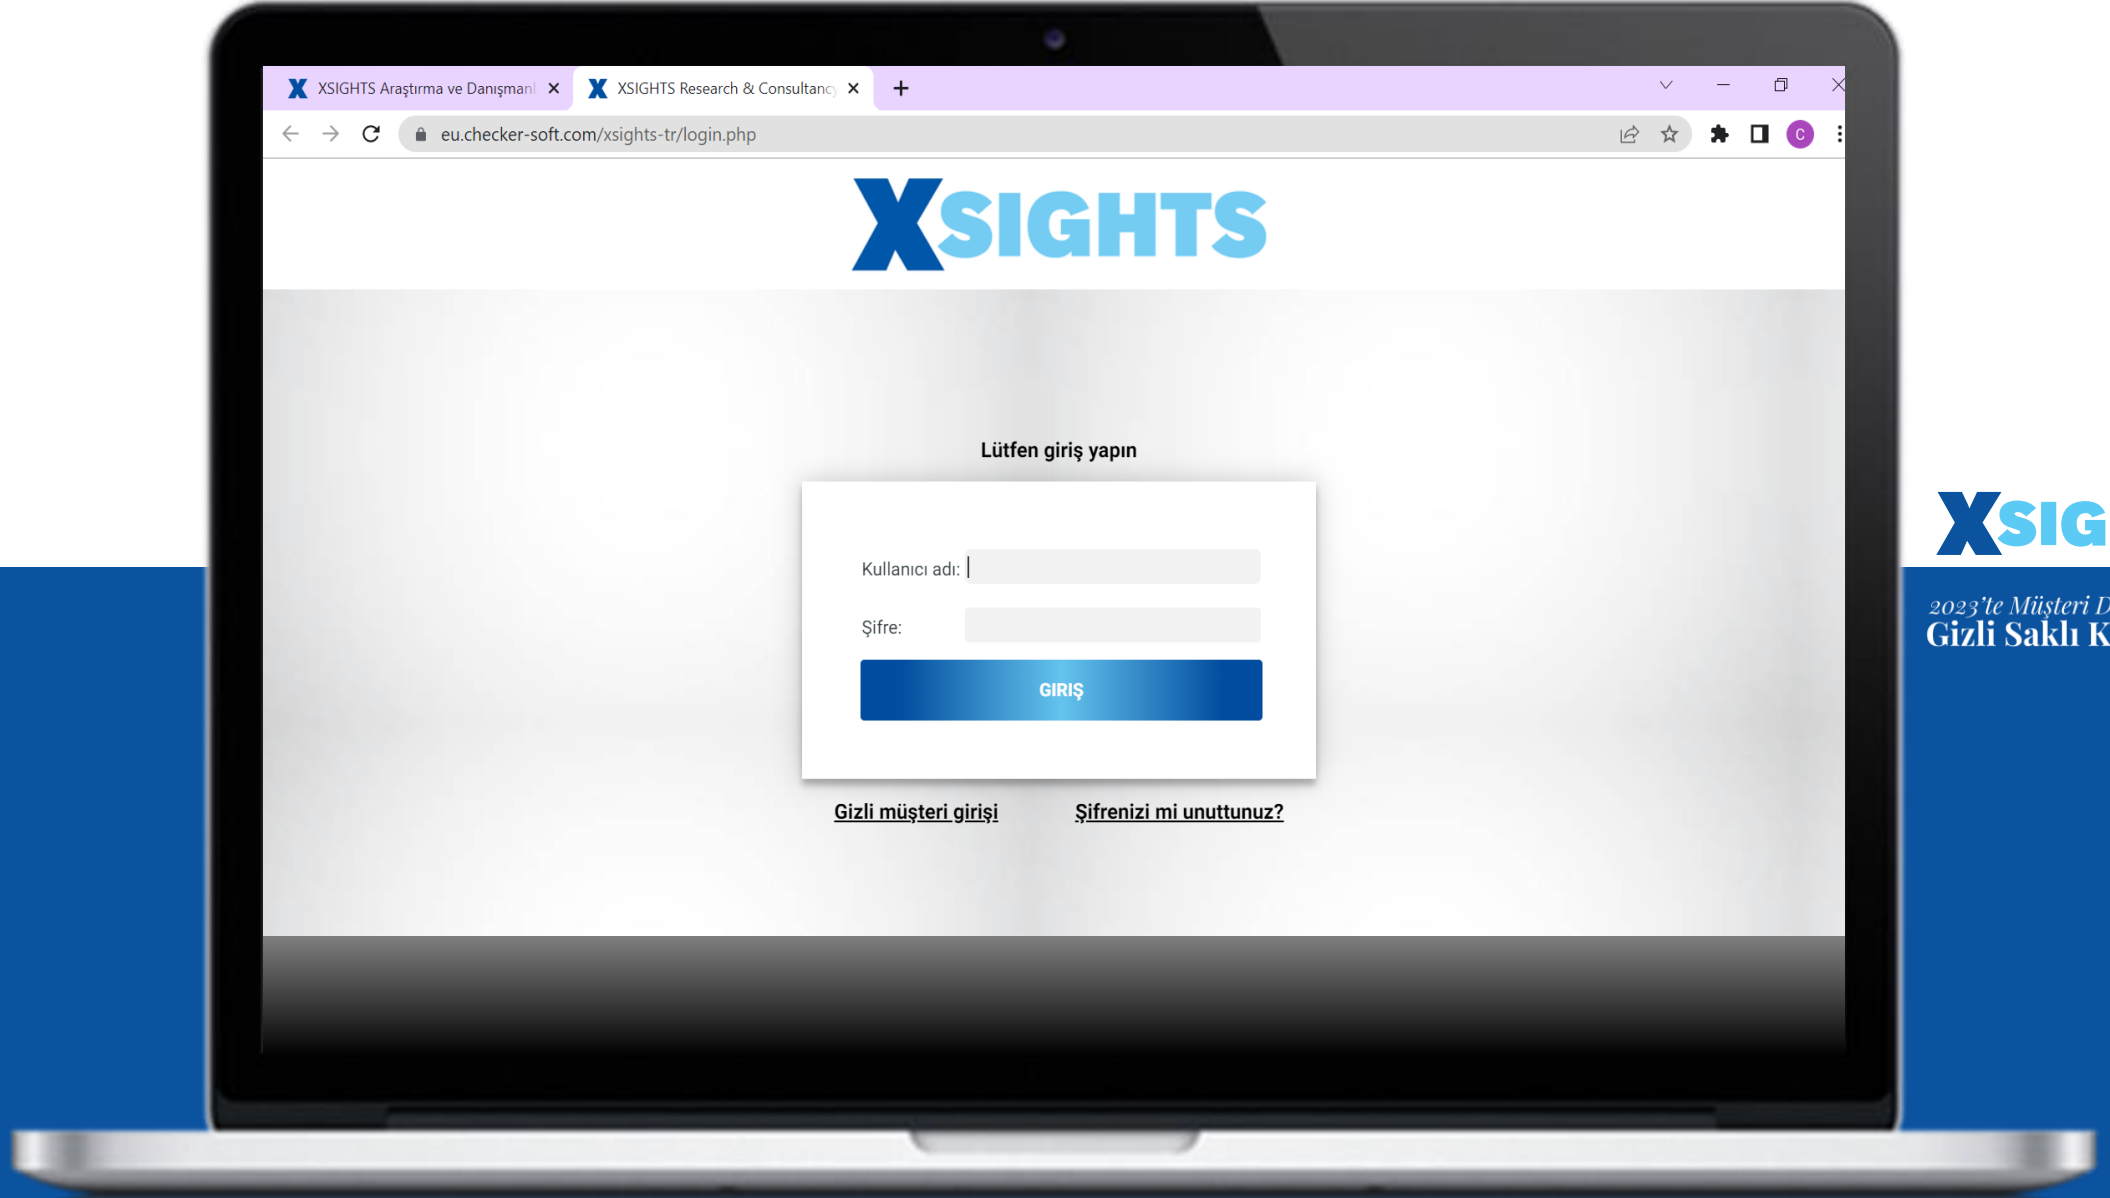 XSIGHTS Araştırma ve Danışmanl
XSIGHTS Research & Consultancy
eu.checker-soft.com/xsights-tr/login.php
C
XSIGHTS
Lütfen giriş yapın
Kullanıcı adı:
Şifre:
GIRIŞ
Gizli müşteri girişi
Şifrenizi mi unuttunuz?
XSIG
2023'te Müşteri D
Gizli Saklı K